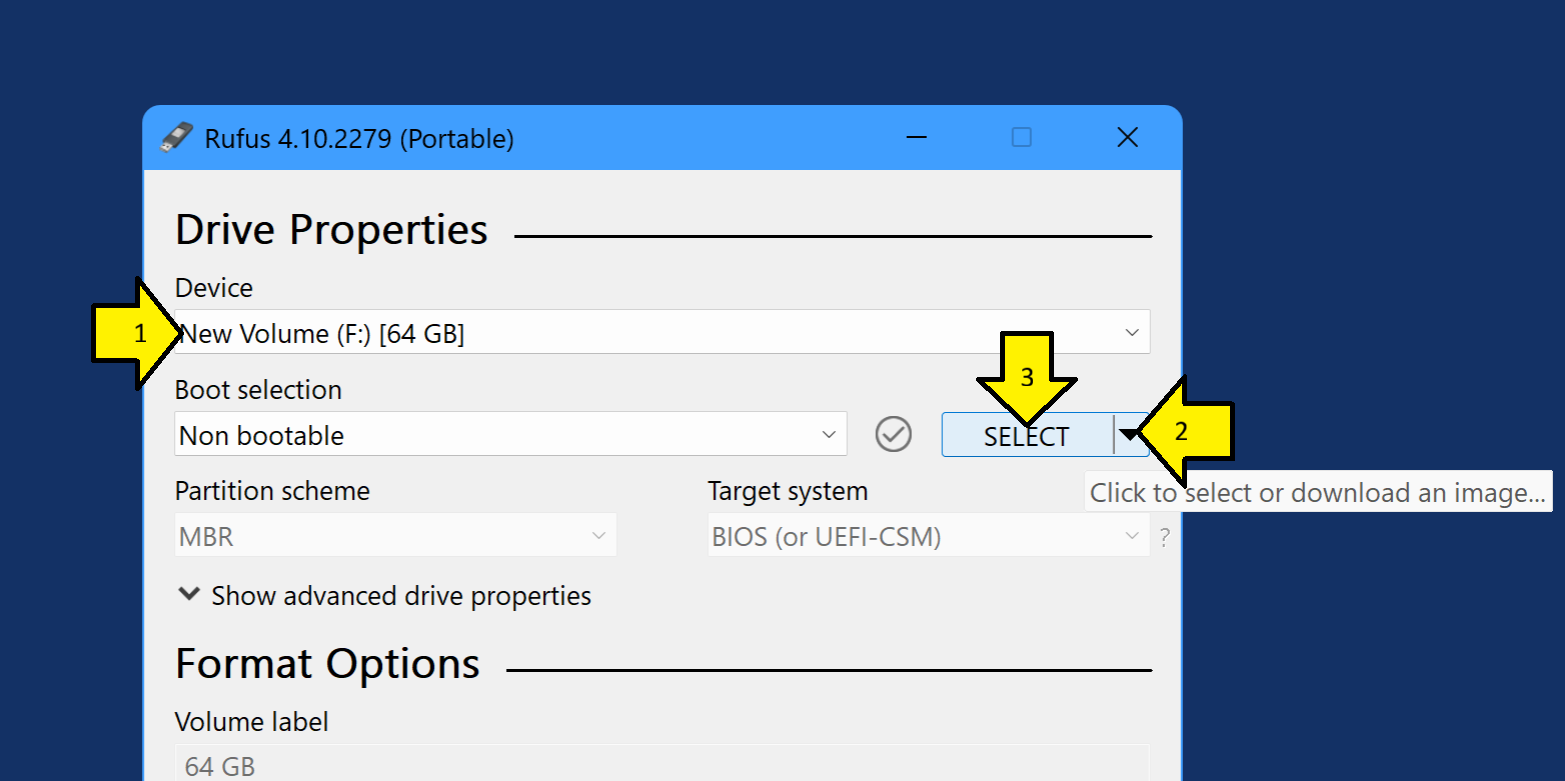 Rufus 4.10.2279 (Portable)
Drive Properties
Device
1
New Volume (F:) [64 GB]
Boot selection
3
Non bootable
SELECT
2
Partition scheme
Target system
Click to select or download an image...
MBR
BIOS (or UEFI-CSM)
?
Show advanced drive properties
Format Options
Volume label
64 GB